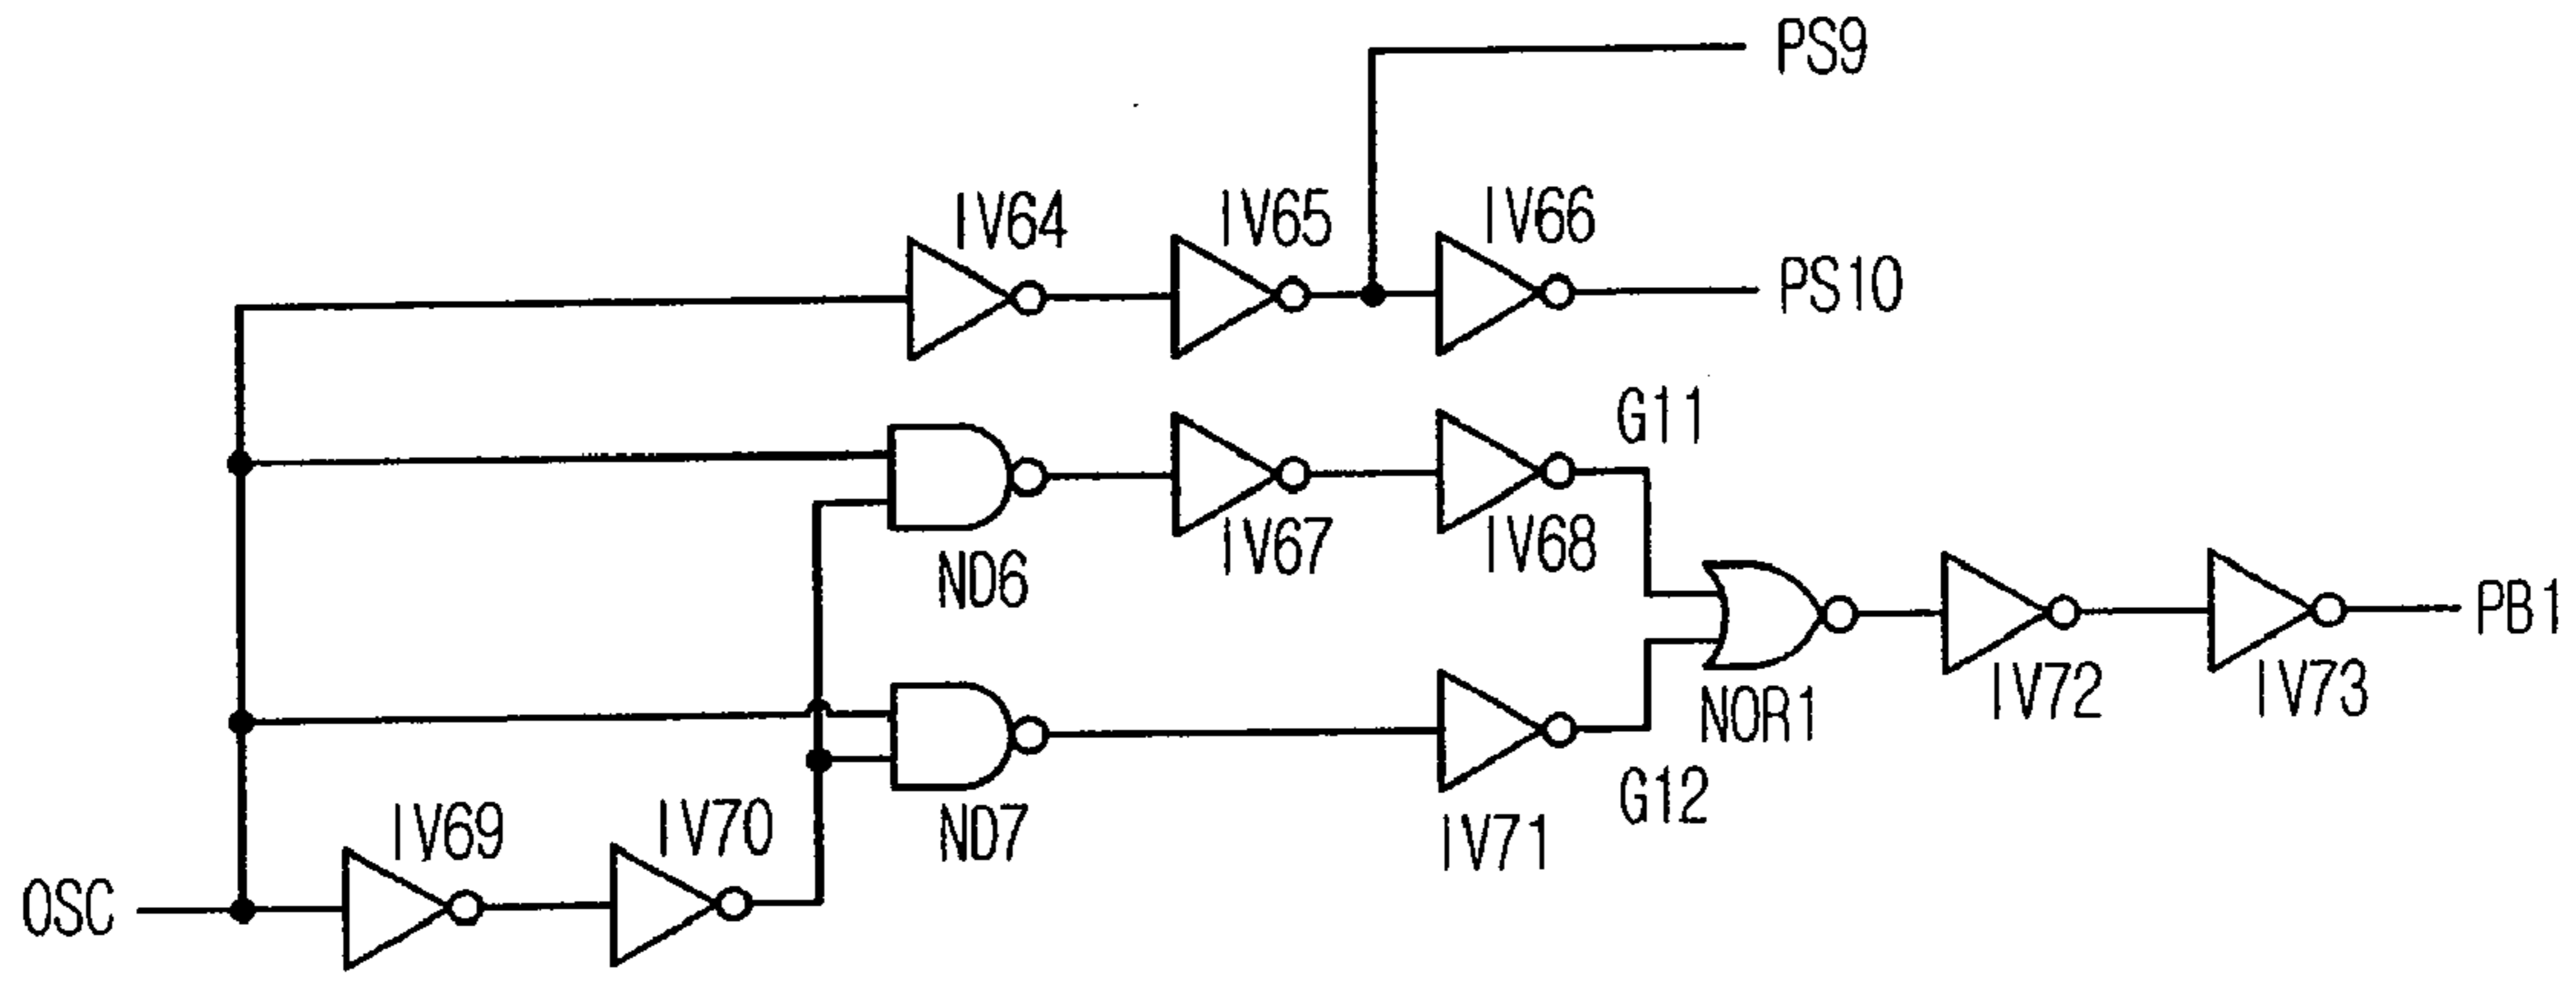 PS9
IV64
IV65
IV66
PS10
G11
ND6
IV67
IV68
PB1
NOR1
IV72
IV73
IV69
IV70
ND7
IV71
G12
OSC